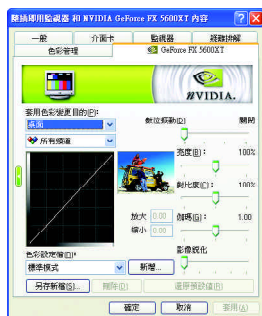 隨插即用監視器 和 NVIDIA GeForce FX 5600XT 內容
一般
介面卡
監視器
疑難排解
色彩管理
GeForce FX 5600XT
NVIDIA.
套用色彩變更目的(P):
桌面
所有頻道
數位振動(D)
關閉
亮度(B):
100%
對比度(C):
100%
放大 0.00
縮小 0.00
伽瑪(G):
1.00
影像銳化
色彩設定值(O):
標準模式
新增...
另存新檔(S)...
刪除(D)
還原預設值(R)
確定
取消
套用(A)